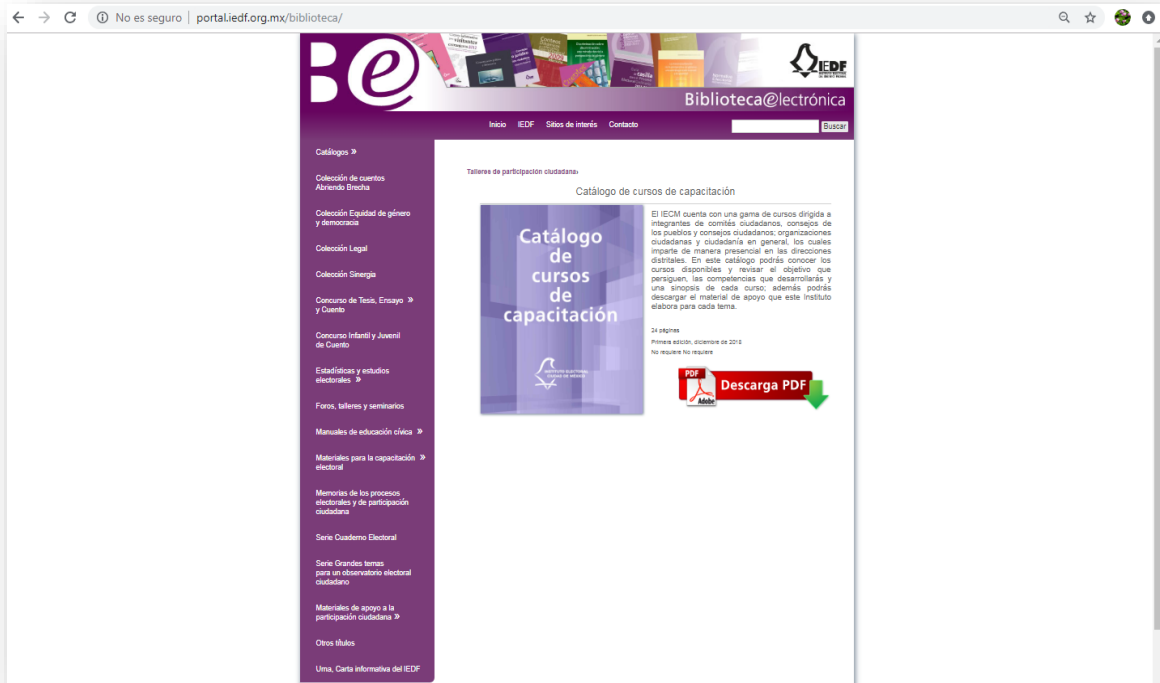 No es seguro
portal.iedf.org.mx/biblioteca/
Be
IEDF
Biblioteca@lectrónica
Inicio IEDF Sitios de interés Contacto
Buscar
Catálogos »
Colección de cuentos
Abriendo Brecha
Colección Equidad de género
y democracia
Colección Legal
Colección Sinergia
Concurso de Tesis, Ensayo »
y Cuento
Concurso Infantil y Juvenil
de Cuento
Estadísticas y estudios
electorales »
Foros, talleres y seminarios
Manuales de educación cívica »
Materiales para la capacitación »
electoral
Memorias de los procesos
electorales y de participación
ciudadana
Serie Cuaderno Electoral
Serie Grandes temas
para un observatorio electoral
ciudadano
Materiales de apoyo a la
participación ciudadana »
Otros títulos
Urna, Carta informativa del IEDF
Talleres de participación ciudadana›
Catálogo de cursos de capacitación
Catálogo
de
cursos
de
capacitación
INSTITUTO ELECTORAL
CIUDAD DE MÉXICO
El IECM cuenta con una gama de cursos dirigida a
integrantes de comités ciudadanos, consejos de
los pueblos y consejos ciudadanos; organizaciones
ciudadanas y ciudadanía en general, los cuales
imparte de manera presencial en las direcciones
distritales. En este catálogo podrás conocer los
cursos disponibles y revisar el objetivo que
persiguen, las competencias que desarrollarás y
una sinopsis de cada curso; además podrás
descargar el material de apoyo que este Instituto
elabora para cada tema.
24 páginas
Primera edición, diciembre de 2018
No requiere No requiere
PDF
Adobe
Descarga PDF